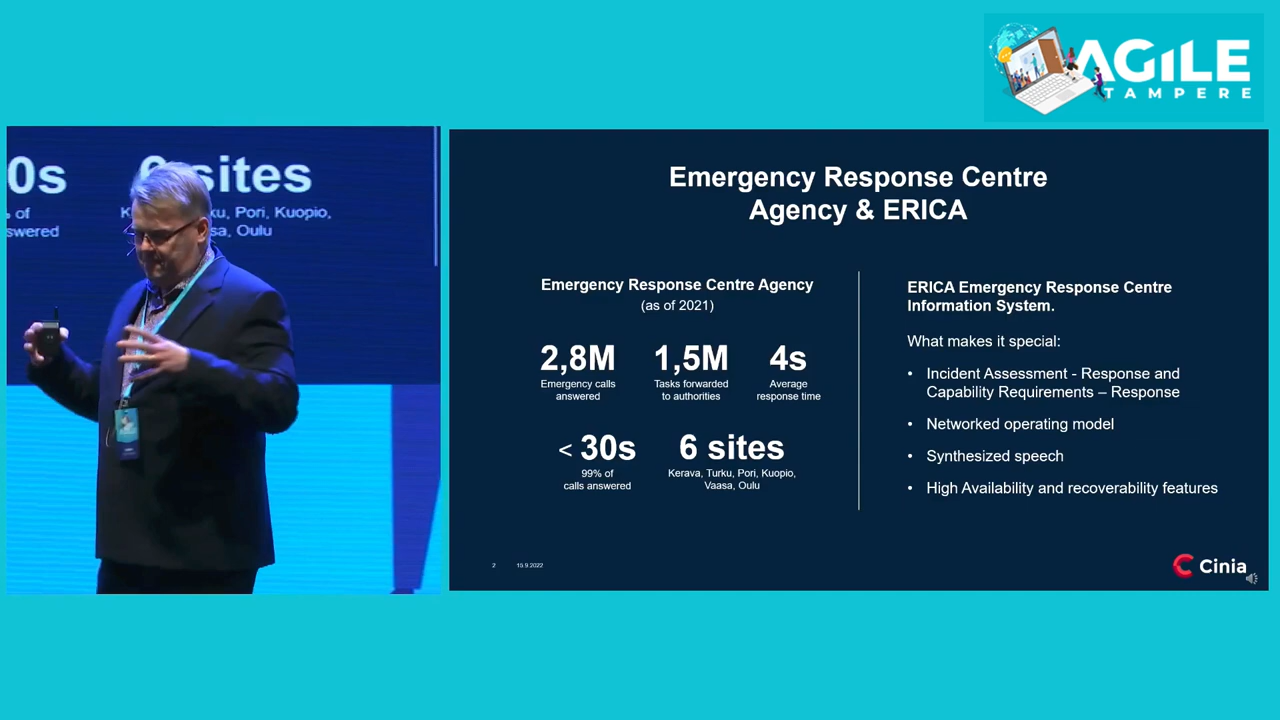 AGiLE
TAMPERE
0s
6 sites
of
answered
Pori, Kuopio,
Oulu
Emergency Response Centre
Agency & ERICA
Emergency Response Centre Agency
(as of 2021)
2,8M
Emergency calls
answered
1,5M
Tasks forwarded
to authorities
4s
Average
response time
< 30s
99% of
calls answered
6 sites
Kerava, Turku, Pori, Kuopio,
Vaasa, Oulu
ERICA Emergency Response Centre
Information System.
What makes it special:
• Incident Assessment - Response and
Capability Requirements – Response
• Networked operating model
• Synthesized speech
• High Availability and recoverability features
2
Cinia